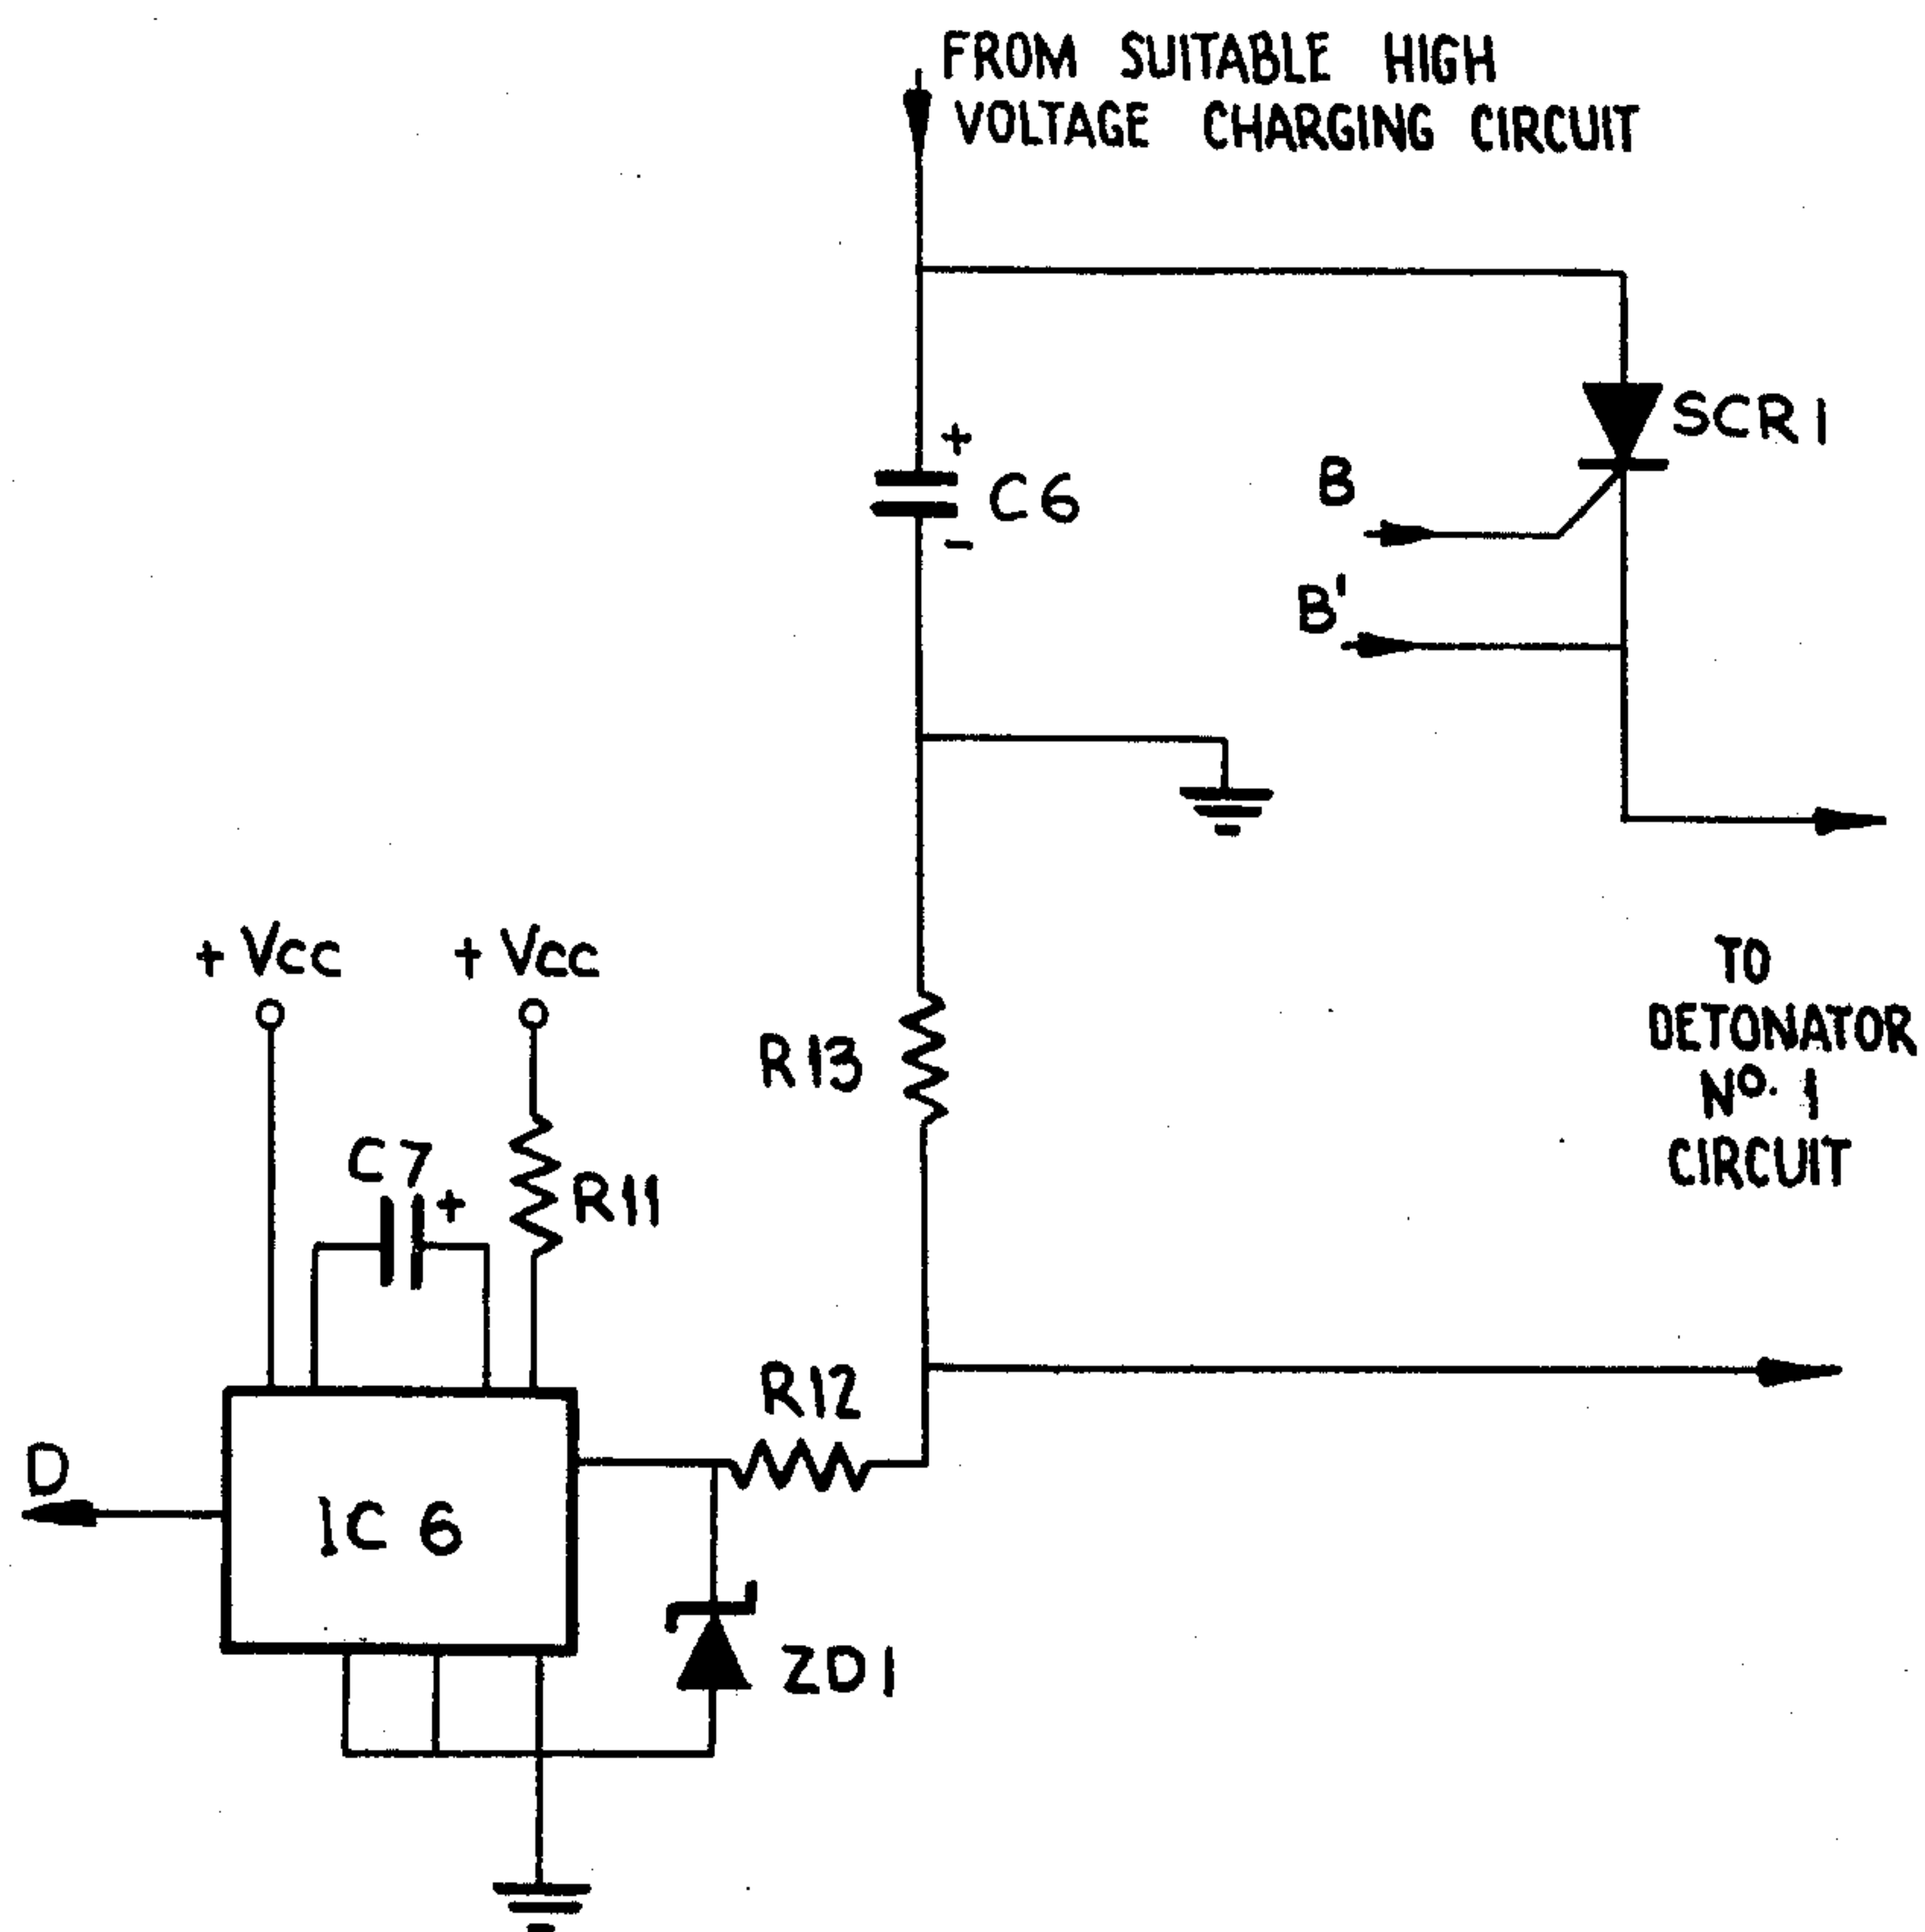 FROM SUITABLE HIGH
VOLTAGE CHARGING CIRCUIT
SCR1
+
C6
-
B
B'
+Vcc
+Vcc
TO
DETONATOR
Nº. 1
CIRCUIT
R13
C7
+
R11
R12
D
IC 6
ZD1